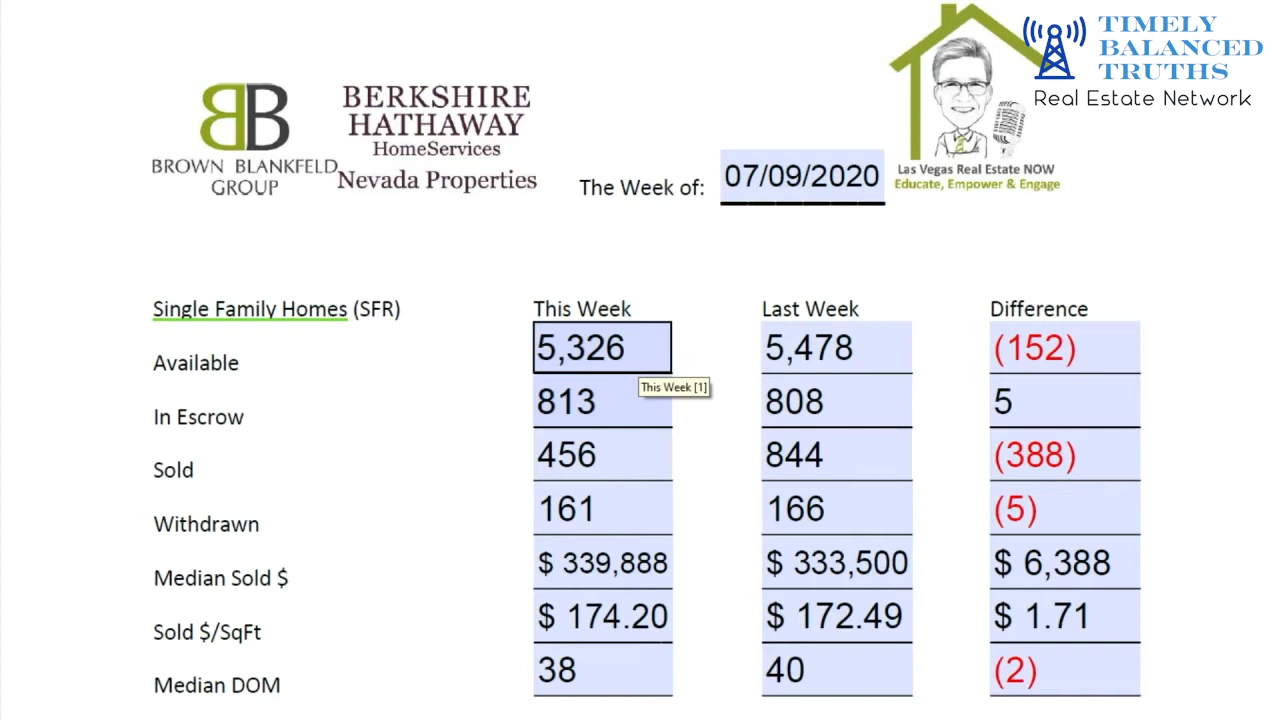 TIMELY
BALANCED
TRUTHS
Real Estate Network
BB
BROWN BLANKFELD
GROUP
BERKSHIRE
HATHAWAY
HomeServices
Nevada Properties
The Week of: 07/09/2020
Las Vegas Real Estate NOW
Educate, Empower & Engage
Single Family Homes (SFR) This Week Last Week Difference
Available 5,326 5,478 (152)
This Week [1]
In Escrow 813 808 5
Sold 456 844 (388)
Withdrawn 161 166 (5)
Median Sold $ $ 339,888 $ 333,500 $ 6,388
Sold $/SqFt $ 174.20 $ 172.49 $ 1.71
Median DOM 38 40 (2)